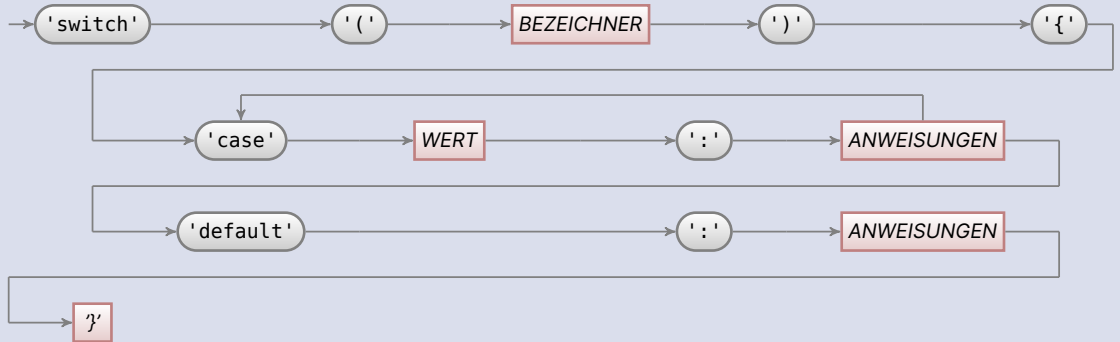 'switch' '(' BEZEICHNER ')' '{'
'case' WERT ':' ANWEISUNGEN
'default' ':' ANWEISUNGEN
'}'